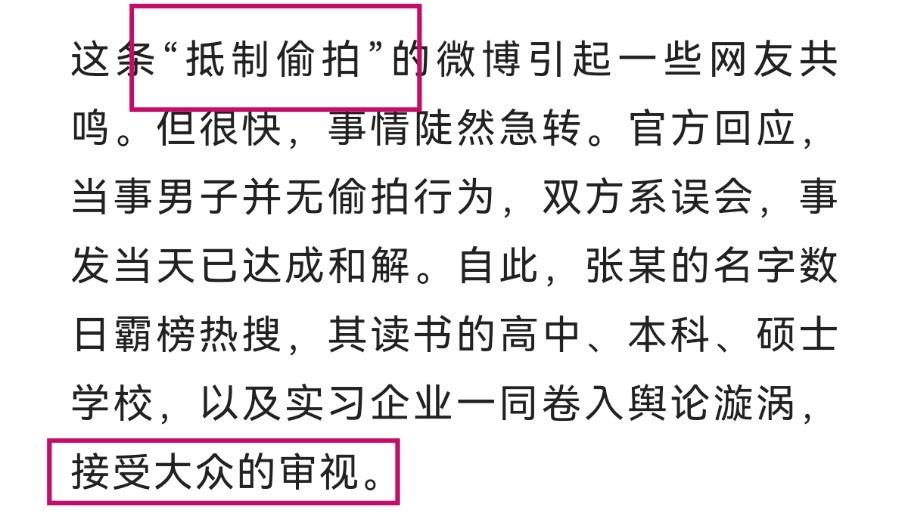 这条“抵制偷拍”的微博引起一些网友共
鸣。但很快，事情陡然急转。官方回应，
当事男子并无偷拍行为，双方系误会，事
发当天已达成和解。自此，张某的名字数
日霸榜热搜，其读书的高中、本科、硕士
学校，以及实习企业一同卷入舆论漩涡，
接受大众的审视。